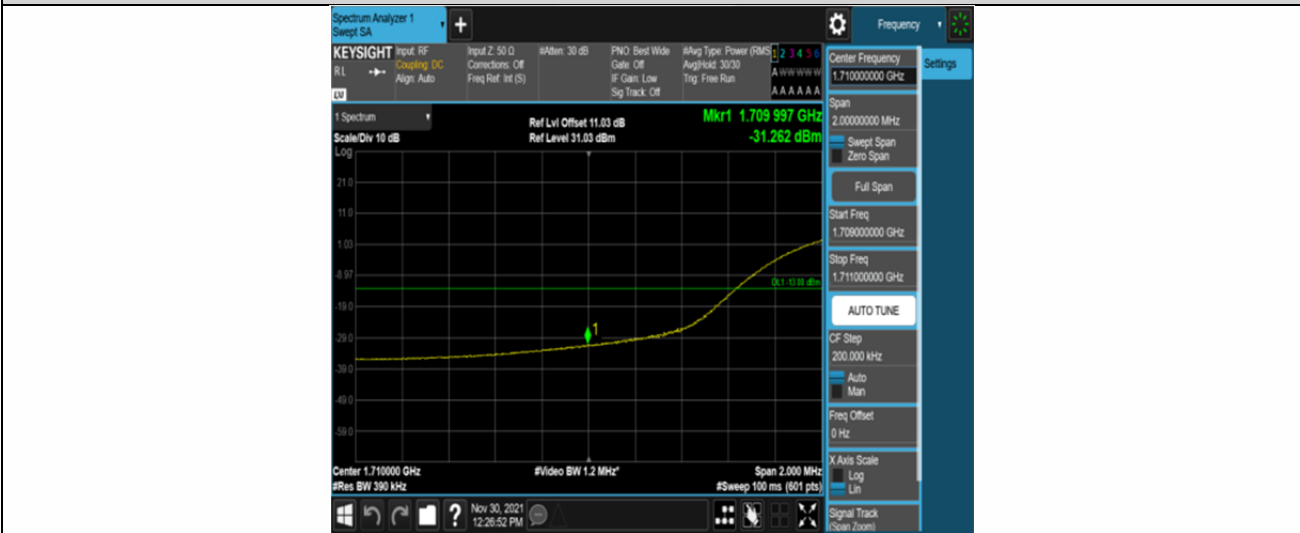 Spectrum Analyzer 1
Swept SA
+
Frequency
KEYSIGHT
RL
LXI
Input: RF
Coupling: DC
Align: Auto
Input Z: 50 Ω
Corrections: Off
Freq Ref: Int (S)
#Atten: 30 dB
PNO: Best Wide
Gate: Off
IF Gain: Low
Sig Track: Off
#Avg Type: Power (RMS
Avg|Hold: 30/30
Trig: Free Run
1 2 3 4 5 6
A W W W W W
A A A A A A
1 Spectrum
Scale/Div 10 dB
Log
Ref Lvl Offset 11.03 dB
Ref Level 31.03 dBm
Mkr1 1.709 997 GHz
-31.262 dBm
21.0
11.0
1.03
-8.97
-19.0
-29.0
-39.0
-49.0
-59.0
DL1 -13.00 dBm
1
Center 1.710000 GHz
#Res BW 390 kHz
#Video BW 1.2 MHz*
Span 2.000 MHz
#Sweep 100 ms (601 pts)
?
Nov 30, 2021
12:26:52 PM
Center Frequency
1.710000000 GHz
Span
2.00000000 MHz
Swept Span
Zero Span
Full Span
Start Freq
1.709000000 GHz
Stop Freq
1.711000000 GHz
AUTO TUNE
CF Step
200.000 kHz
Auto
Man
Freq Offset
0 Hz
X Axis Scale
Log
Lin
Signal Track
(Span Zoom)
Settings